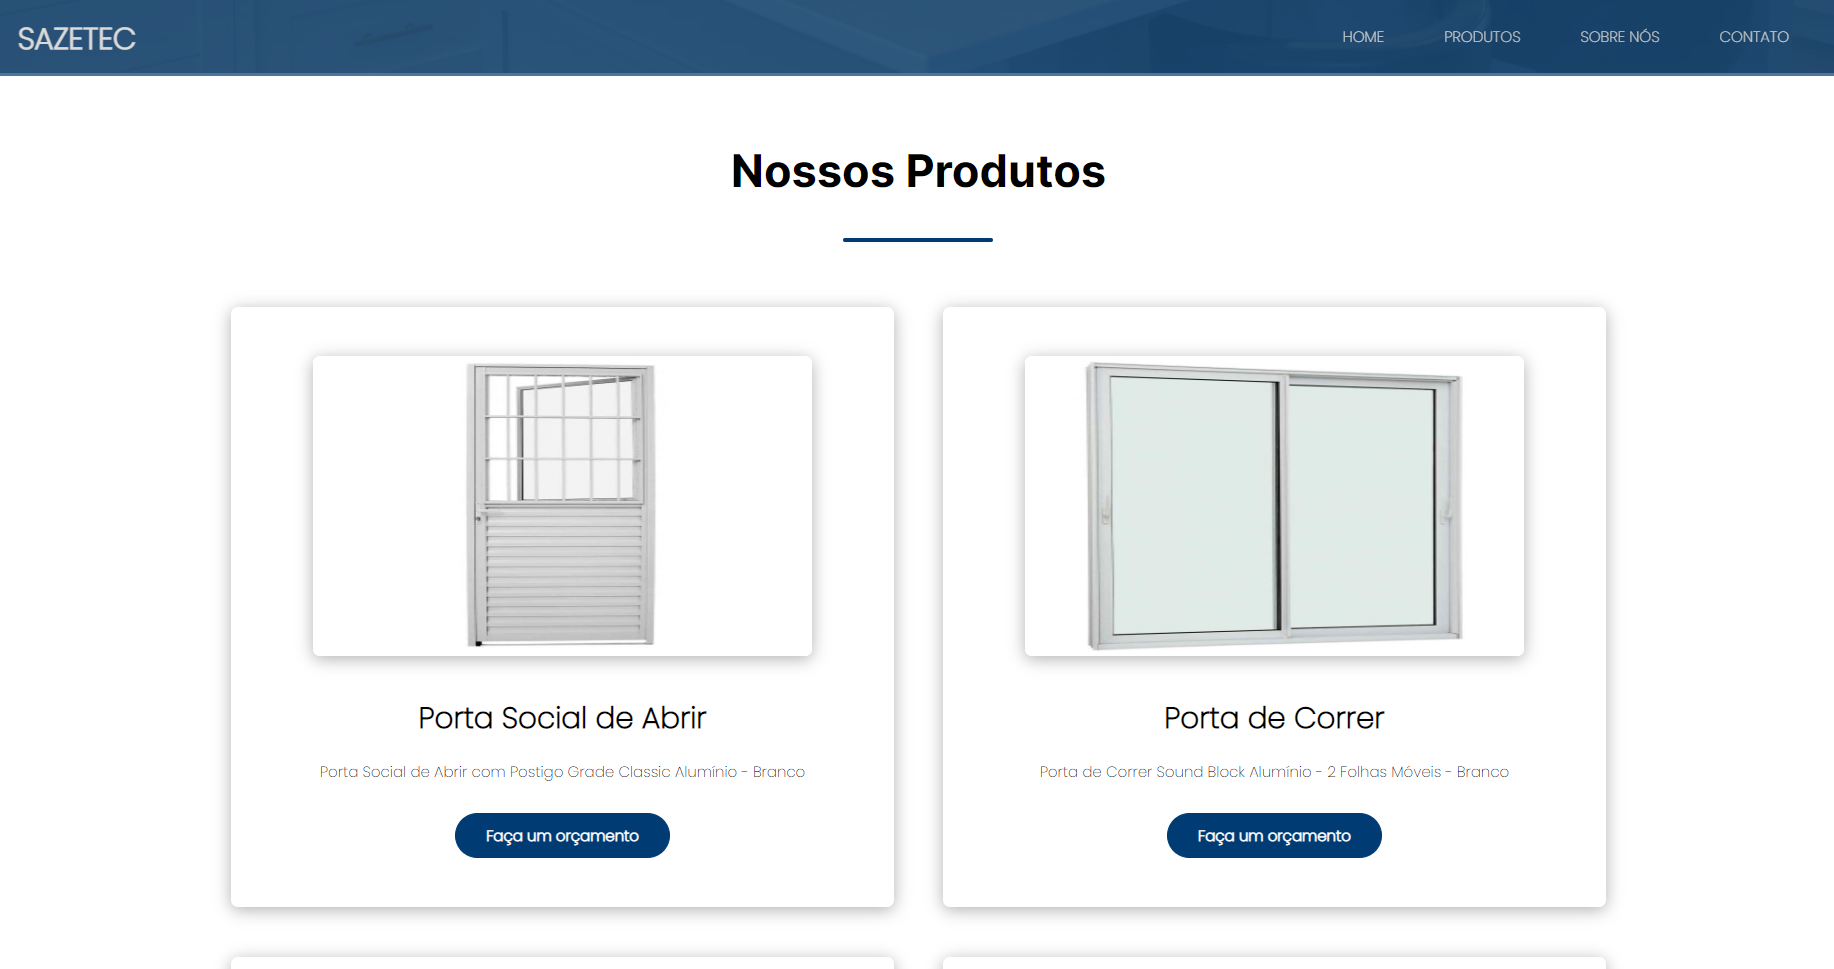 SAZETEC
HOME
PRODUTOS
SOBRE NÓS
CONTATO
Nossos Produtos
Porta Social de Abrir
Porta Social de Abrir com Postigo Grade Classic Alumínio - Branco
Faça um orçamento
Porta de Correr
Porta de Correr Sound Block Alumínio - 2 Folhas Móveis - Branco
Faça um orçamento